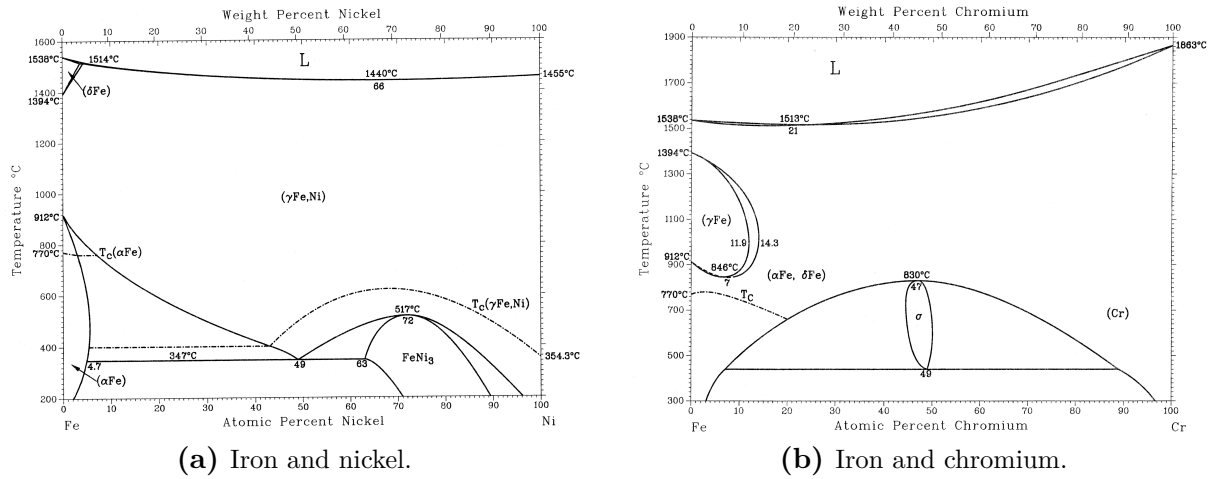 Weight Percent Nickel
0 10 20 30 40 50 60 70 80 90 100
1600
1538°C
1514°C
L
1440°C
66
1455°C
(δFe)
1400
1394°C
1200
(γFe,Ni)
1000
912°C
800
770°C
Tc(αFe)
600
517°C
72
Tc(γFe,Ni)
400
347°C
4.7
49
63
FeNi3
354.3°C
(αFe)
200
Temperature °C
0 10 20 30 40 50 60 70 80 90 100
Fe
Atomic Percent Nickel
Ni
(a) Iron and nickel.
Weight Percent Chromium
0 10 20 30 40 50 60 70 80 90 100
1900
1863°C
L
1700
1538°C
1513°C
21
1500
1394°C
1300
(γFe)
1100
11.9
14.3
912°C
900
846°C
7
(αFe, δFe)
830°C
47
770°C
TC
700
σ
(Cr)
500
49
300
Temperature °C
0 10 20 30 40 50 60 70 80 90 100
Fe
Atomic Percent Chromium
Cr
(b) Iron and chromium.